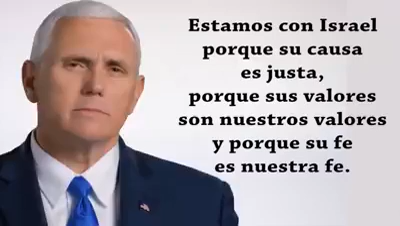 Estamos con Israel
porque su causa
es justa,
porque sus valores
son nuestros valores
y porque su fe
es nuestra fe.